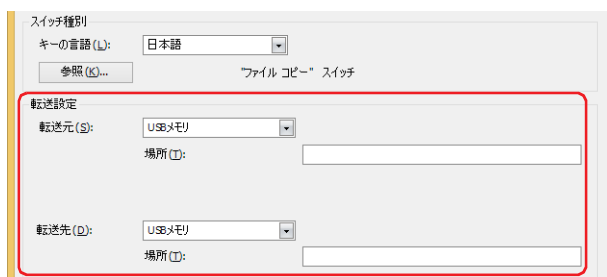 スイッチ種別
キーの言語(L): 日本語
参照(K)... "ファイル コピー" スイッチ
転送設定
転送元(S): USBメモリ
場所(T):
転送先(D): USBメモリ
場所(T):